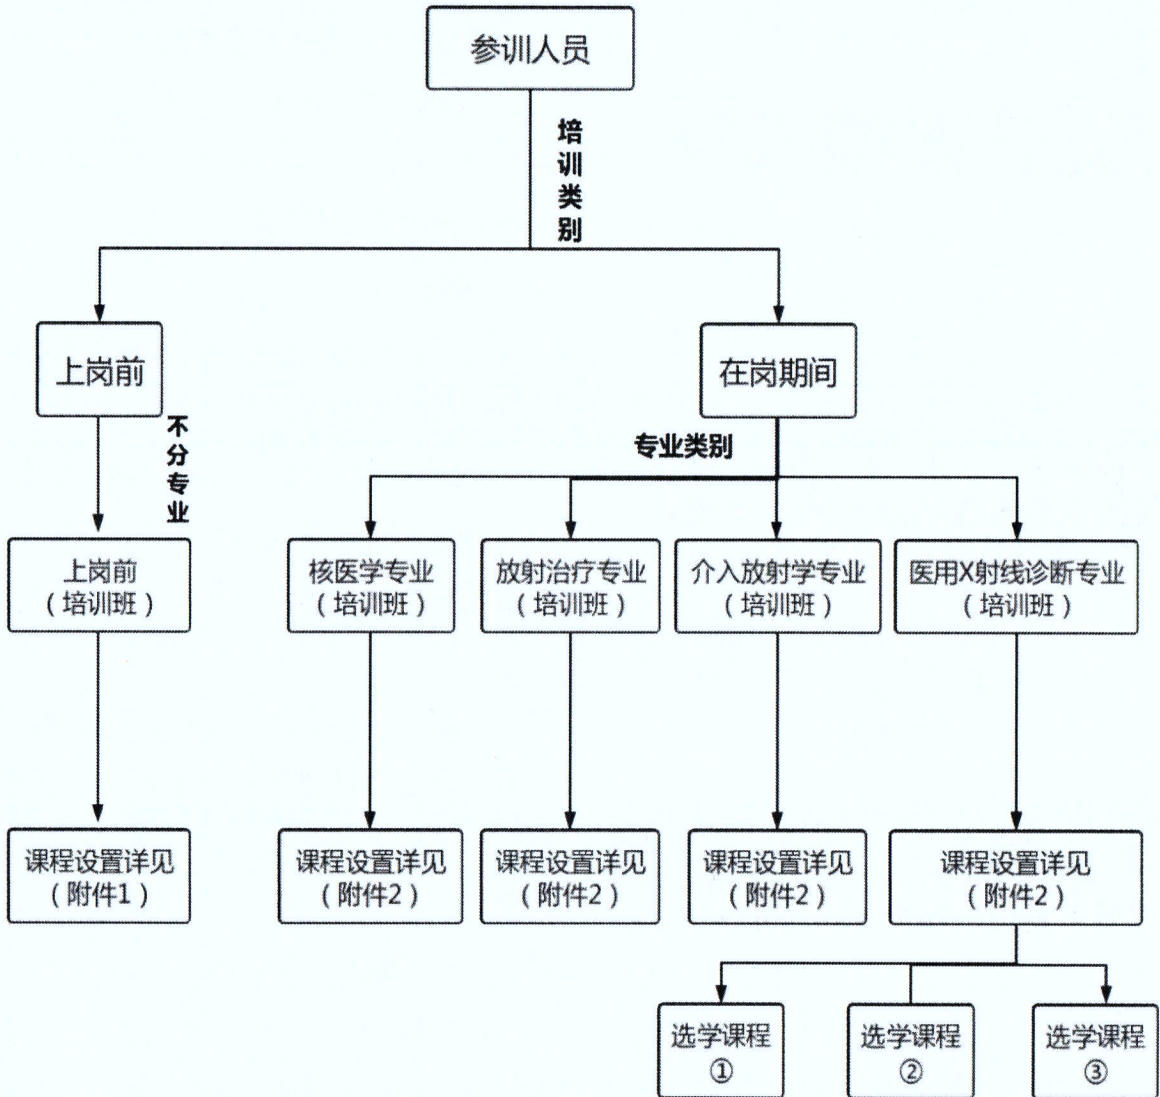 参训人员
培训类别
上岗前
在岗期间
不分专业
专业类别
上岗前
（培训班）
核医学专业
（培训班）
放射治疗专业
（培训班）
介入放射学专业
（培训班）
医用X射线诊断专业
（培训班）
课程设置详见
（附件1）
课程设置详见
（附件2）
课程设置详见
（附件2）
课程设置详见
（附件2）
课程设置详见
（附件2）
选学课程
①
选学课程
②
选学课程
③